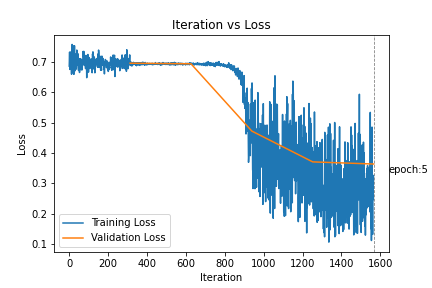 Iteration vs Loss
Loss
0.7
0.6
0.5
0.4
0.3
0.2
0.1
epoch:5
Training Loss
Validation Loss
0 200 400 600 800 1000 1200 1400 1600
Iteration